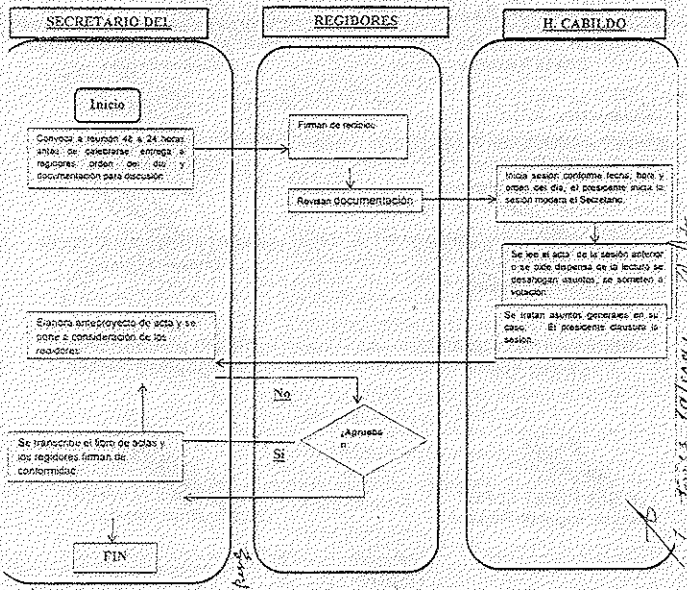 SECRETARIO DEL
REGIDORES
H. CABILDO
Inicio
Convoca a reunión 48 a 24 horas
antes de celebrarse entrega a
regidores orden del dia y
documentación para discusión
Firman de recibido
Revisan documentación
Inicia sesión conforme fecha, hora y
orden del día, el presidente inicia la
sesión modera el Secretario.
Se lee el acta de la sesión anterior
o se pide dispensa de la lectura se
desahogan asuntos, se someten a
votación
Se tratan asuntos generales en su
caso. El presidente clausura la
sesión.
Elabora anteproyecto de acta y se
pone a consideración de los
regidores
No
¿Aprueba
n
Si
Se transcribe el libro de actas y
los regidores firman de
conformidad
FIN